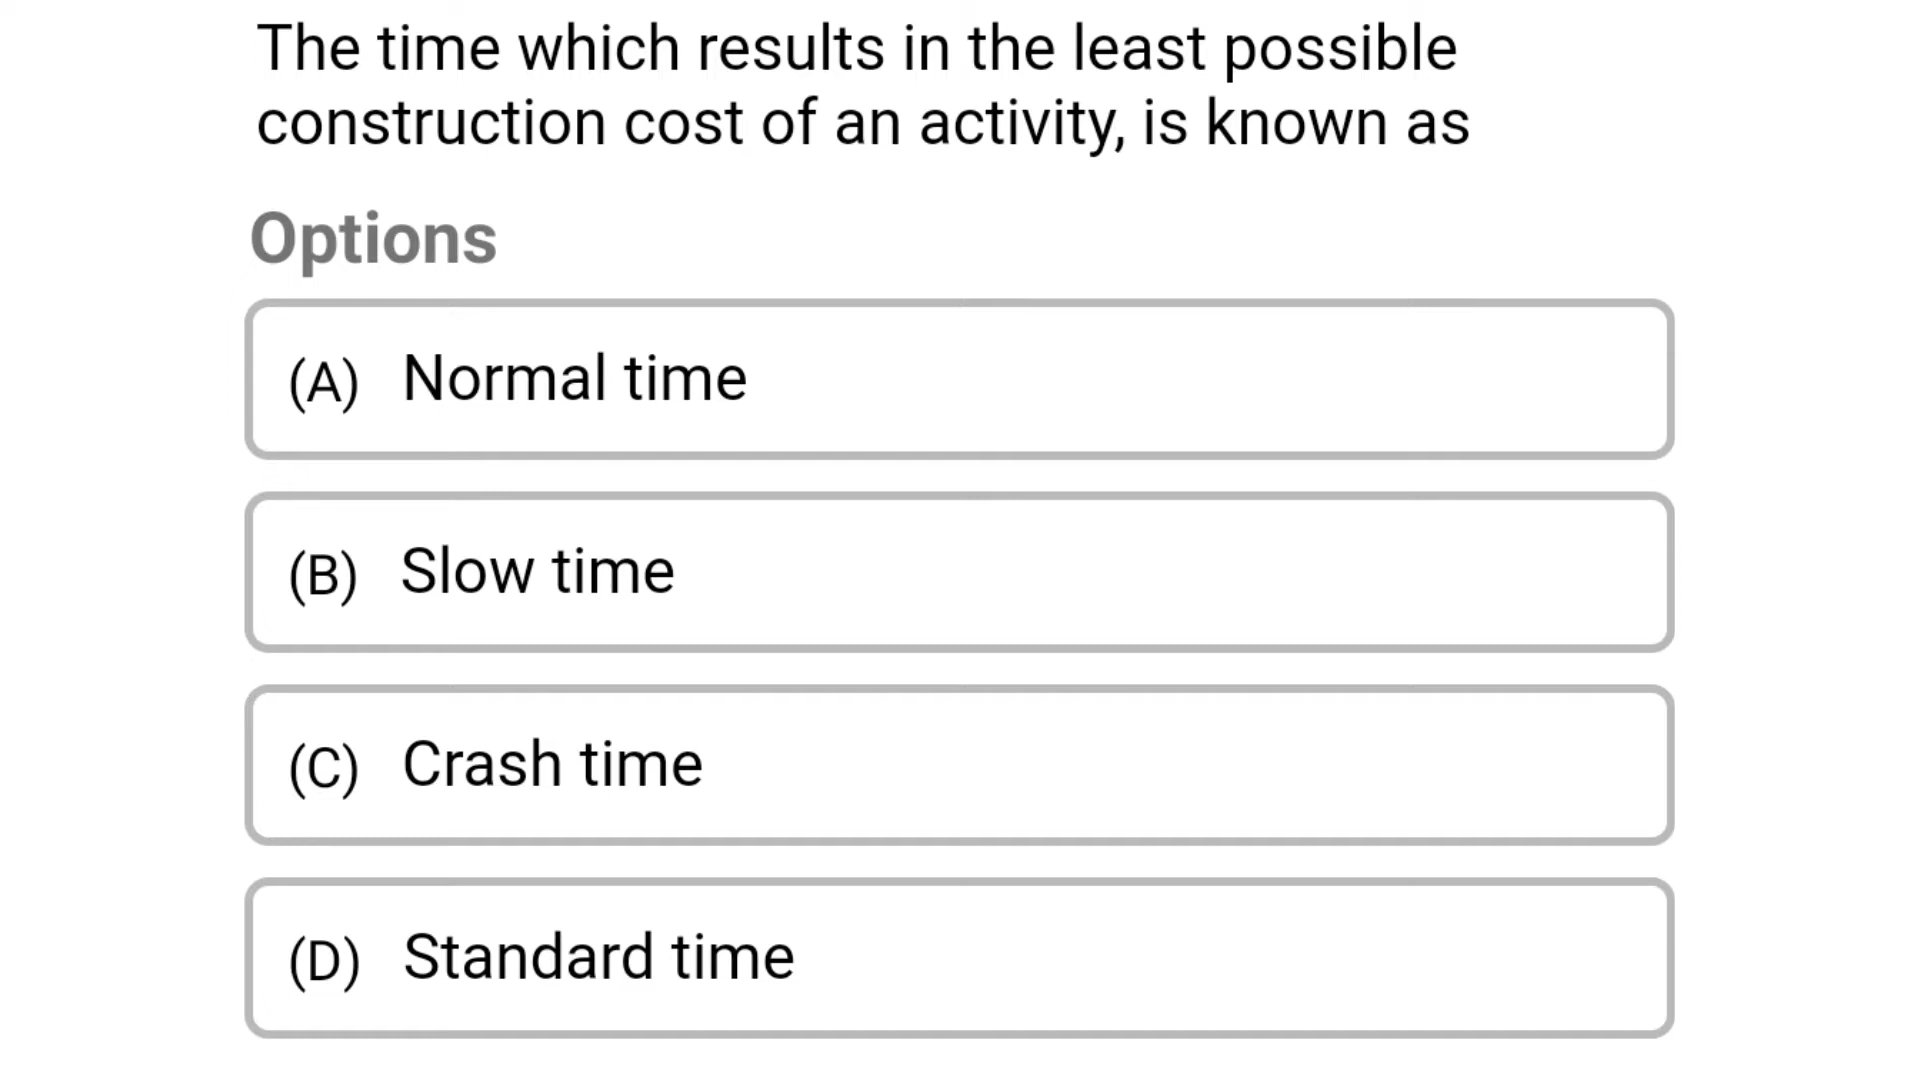 The time which results in the least possible
construction cost of an activity, is known as
Options
(A) Normal time
(B) Slow time
(C) Crash time
(D) Standard time